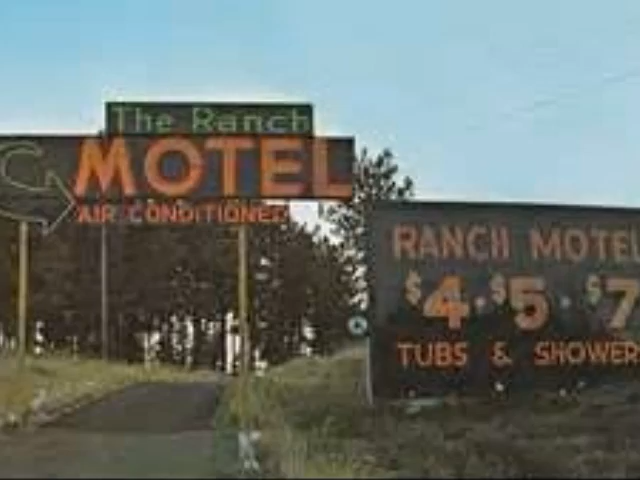 The Ranch
MOTEL
AIR CONDITIONED
RANCH MOTEL
$4·$5·$7
TUBS & SHOWER